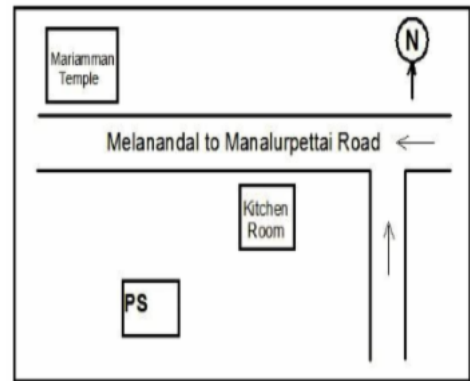 Mariamman
Temple
N
Melanandal to Manalurpettai Road
Kitchen
Room
PS